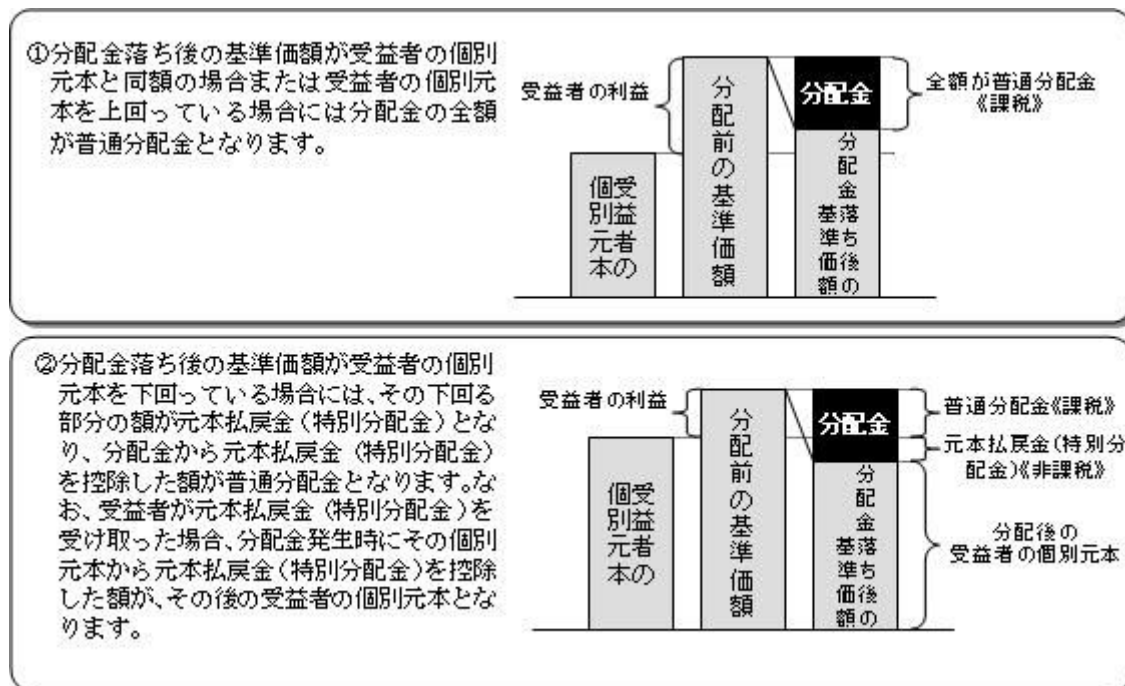 ①分配金落ち後の基準価額が受益者の個別
元本と同額の場合または受益者の個別元
本を上回っている場合には分配金の全額
が普通分配金となります。
受益者の利益
受益者の
個別元本
分配前の基準価額
分配金
分配金落ち後の
基準価額
全額が普通分配金
《課税》
②分配金落ち後の基準価額が受益者の個別
元本を下回っている場合には、その下回る
部分の額が元本払戻金(特別分配金)とな
り、分配金から元本払戻金(特別分配金)
を控除した額が普通分配金となります。な
お、受益者が元本払戻金(特別分配金)を
受け取った場合、分配金発生時にその個別
元本から元本払戻金(特別分配金)を控除
した額が、その後の受益者の個別元本とな
ります。
受益者の利益
受益者の
個別元本
分配前の基準価額
分配金
分配金落ち後の
基準価額
普通分配金《課税》
元本払戻金(特別分
配金)《非課税》
分配後の
受益者の個別元本